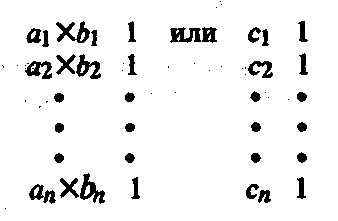 a₁×b₁ 1 или c₁ 1
a₂×b₂ 1 c₂ 1
• • • •
• • • •
• • • •
aₙ×bₙ 1 cₙ 1